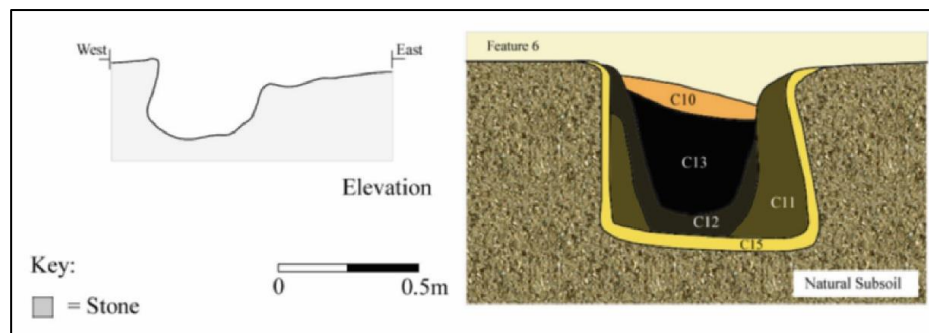 West
East
Elevation
Key:
= Stone
0
0.5m
Feature 6
C10
C13
C11
C12
C15
Natural Subsoil